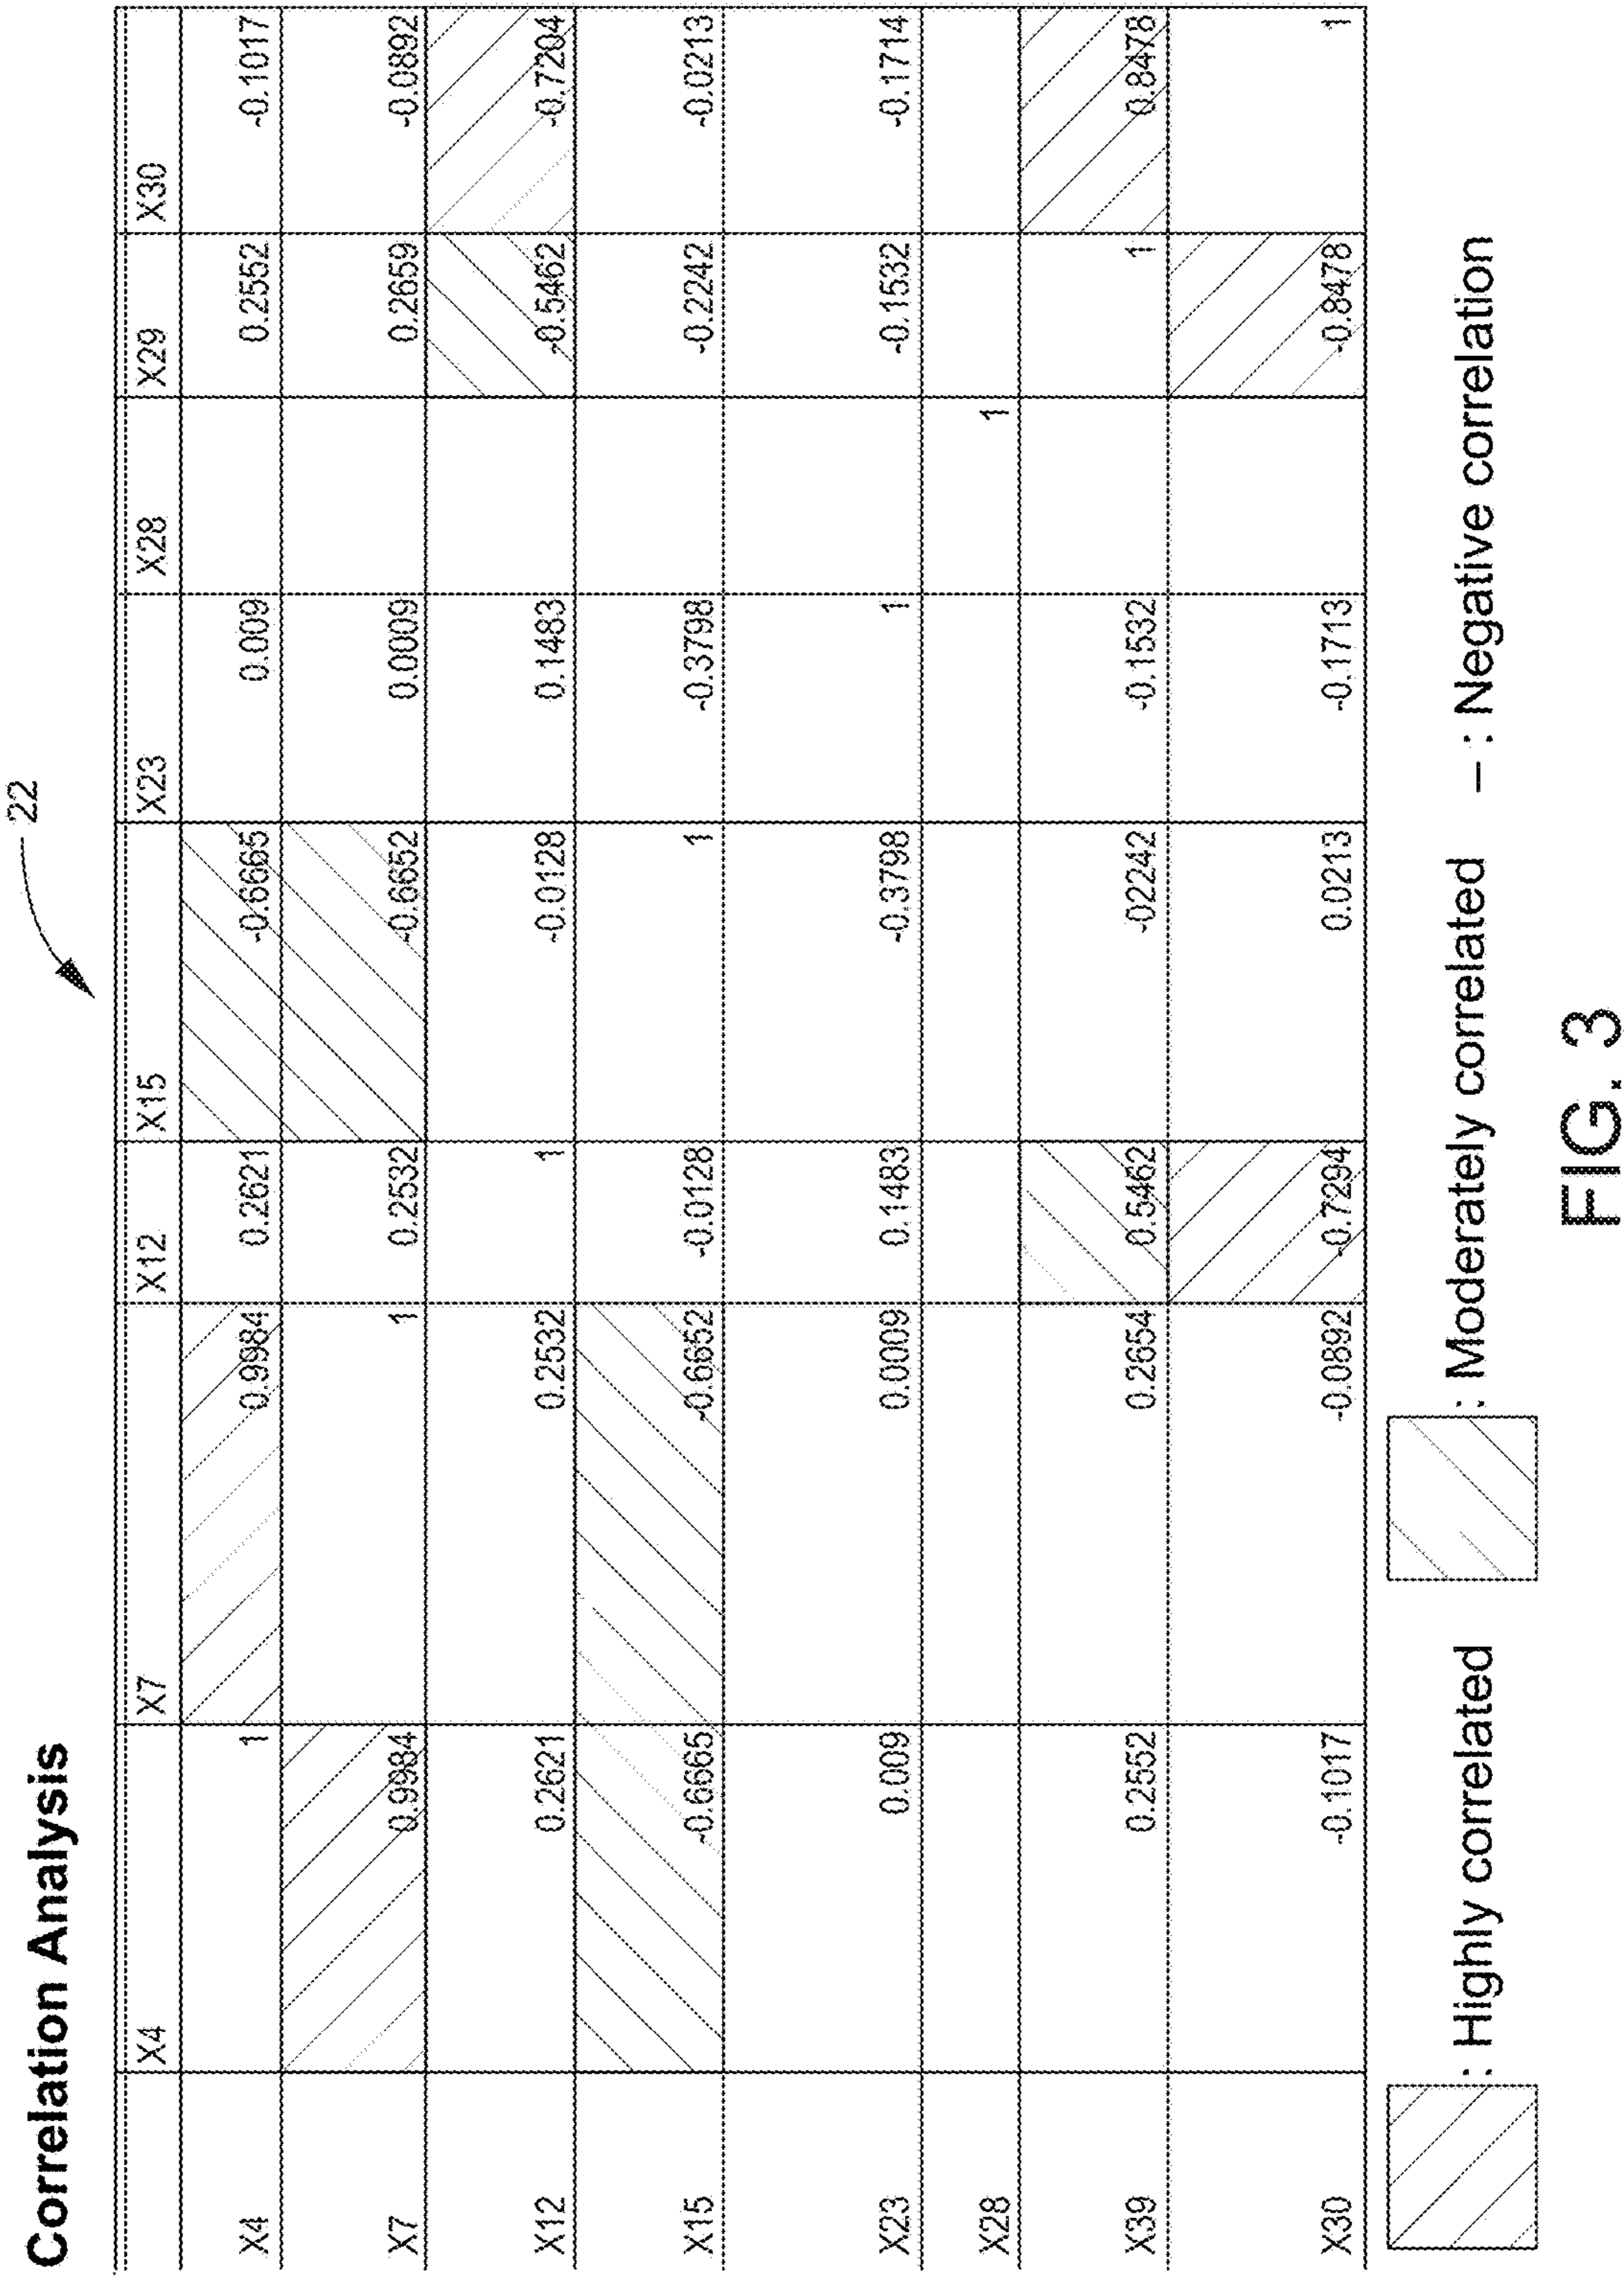 Correlation Analysis
22
X4 X7 X12 X15 X23 X28 X29 X30
X4 1 0.9984 0.2621 -0.6665 0.009 0.2552 -0.1017
X7 0.9984 1 0.2532 -0.6652 0.0009 0.2659 -0.0892
X12 0.2621 0.2532 1 -0.0128 0.1483 -0.5462 -0.7204
X15 -0.6665 -0.6652 -0.0128 1 -0.3798 -0.2242 -0.0213
X23 0.009 0.0009 0.1483 -0.3798 1 -0.1532 -0.1714
X28 1
X39 0.2552 0.2654 0.5462 -02242 -0.1532 1 0.8478
X30 -0.1017 -0.0892 -0.7294 0.0213 -0.1713 -0.8478 1
: Highly correlated : Moderately correlated – : Negative correlation
FIG. 3